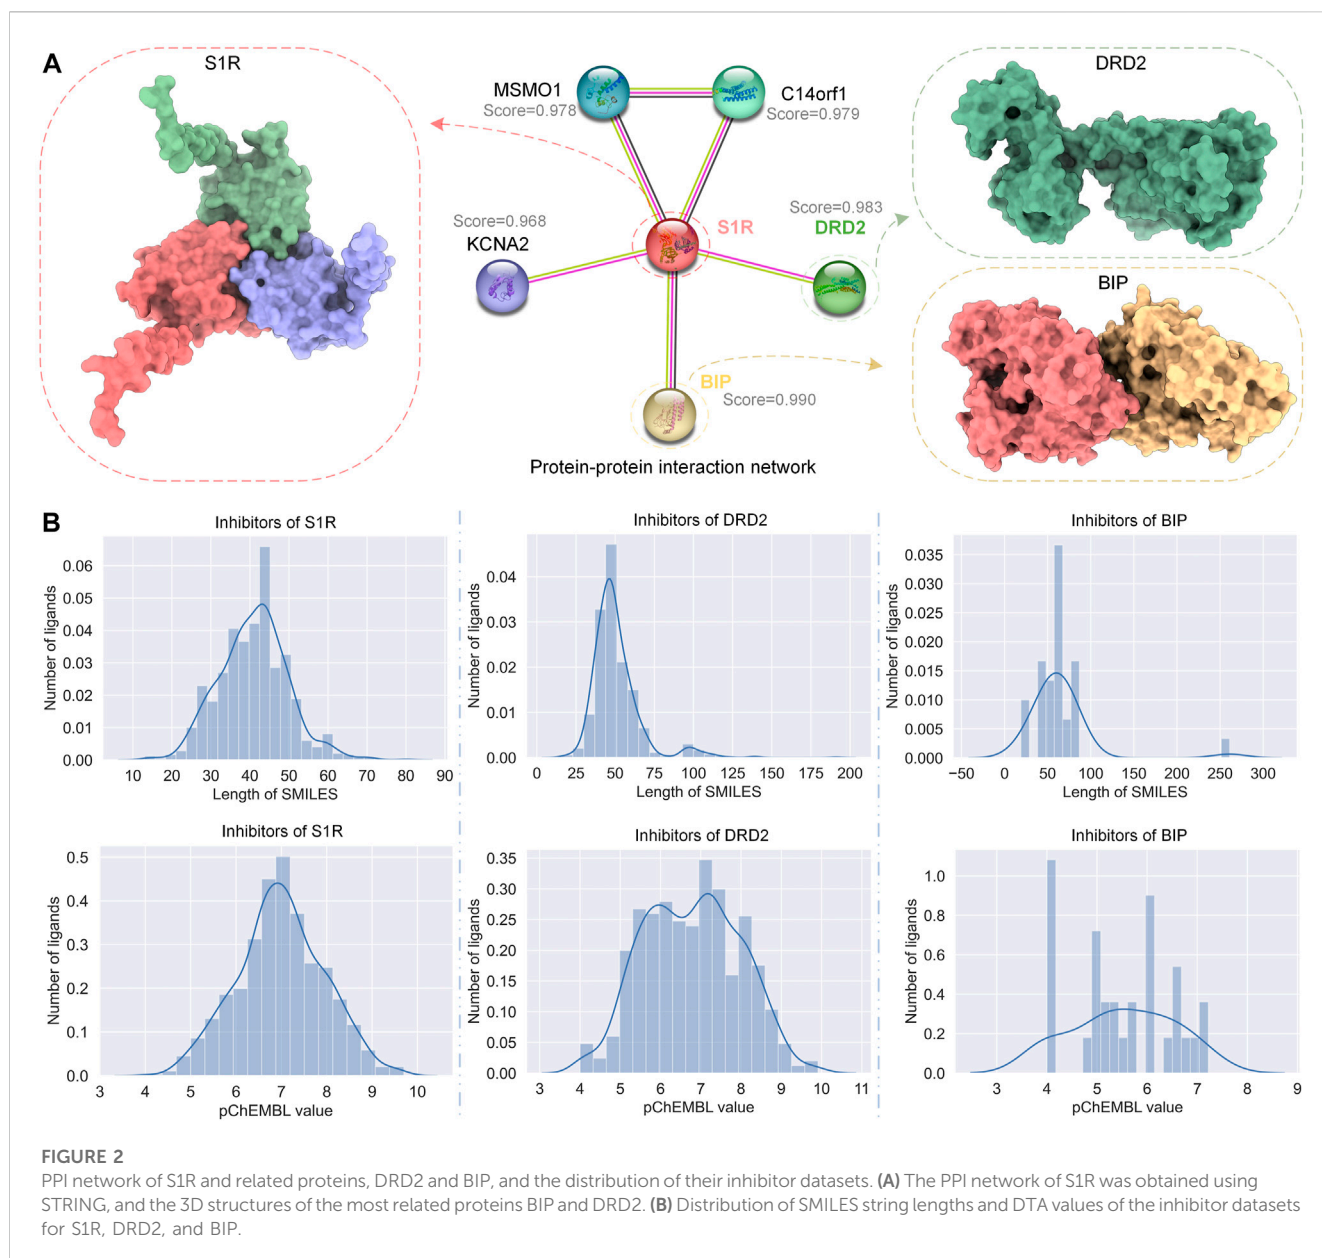 A
S1R
MSMO1
Score=0.978
C14orf1
Score=0.979
DRD2
Score=0.968
KCNA2
S1R
Score=0.983
DRD2
BIP
BIP
Score=0.990
Protein-protein interaction network
B
Inhibitors of S1R
Number of ligands
0.06
0.05
0.04
0.03
0.02
0.01
0.00
10 20 30 40 50 60 70 80 90
Length of SMILES
Inhibitors of DRD2
Number of ligands
0.04
0.03
0.02
0.01
0.00
0 25 50 75 100 125 150 175 200
Length of SMILES
Inhibitors of BIP
Number of ligands
0.035
0.030
0.025
0.020
0.015
0.010
0.005
0.000
−50 0 50 100 150 200 250 300
Length of SMILES
Inhibitors of S1R
Number of ligands
0.5
0.4
0.3
0.2
0.1
0.0
3 4 5 6 7 8 9 10
pChEMBL value
Inhibitors of DRD2
Number of ligands
0.35
0.30
0.25
0.20
0.15
0.10
0.05
0.00
3 4 5 6 7 8 9 10 11
pChEMBL value
Inhibitors of BIP
Number of ligands
1.0
0.8
0.6
0.4
0.2
0.0
3 4 5 6 7 8 9
pChEMBL value
FIGURE 2
PPI network of S1R and related proteins, DRD2 and BIP, and the distribution of their inhibitor datasets. (A) The PPI network of S1R was obtained using
STRING, and the 3D structures of the most related proteins BIP and DRD2. (B) Distribution of SMILES string lengths and DTA values of the inhibitor datasets
for S1R, DRD2, and BIP.